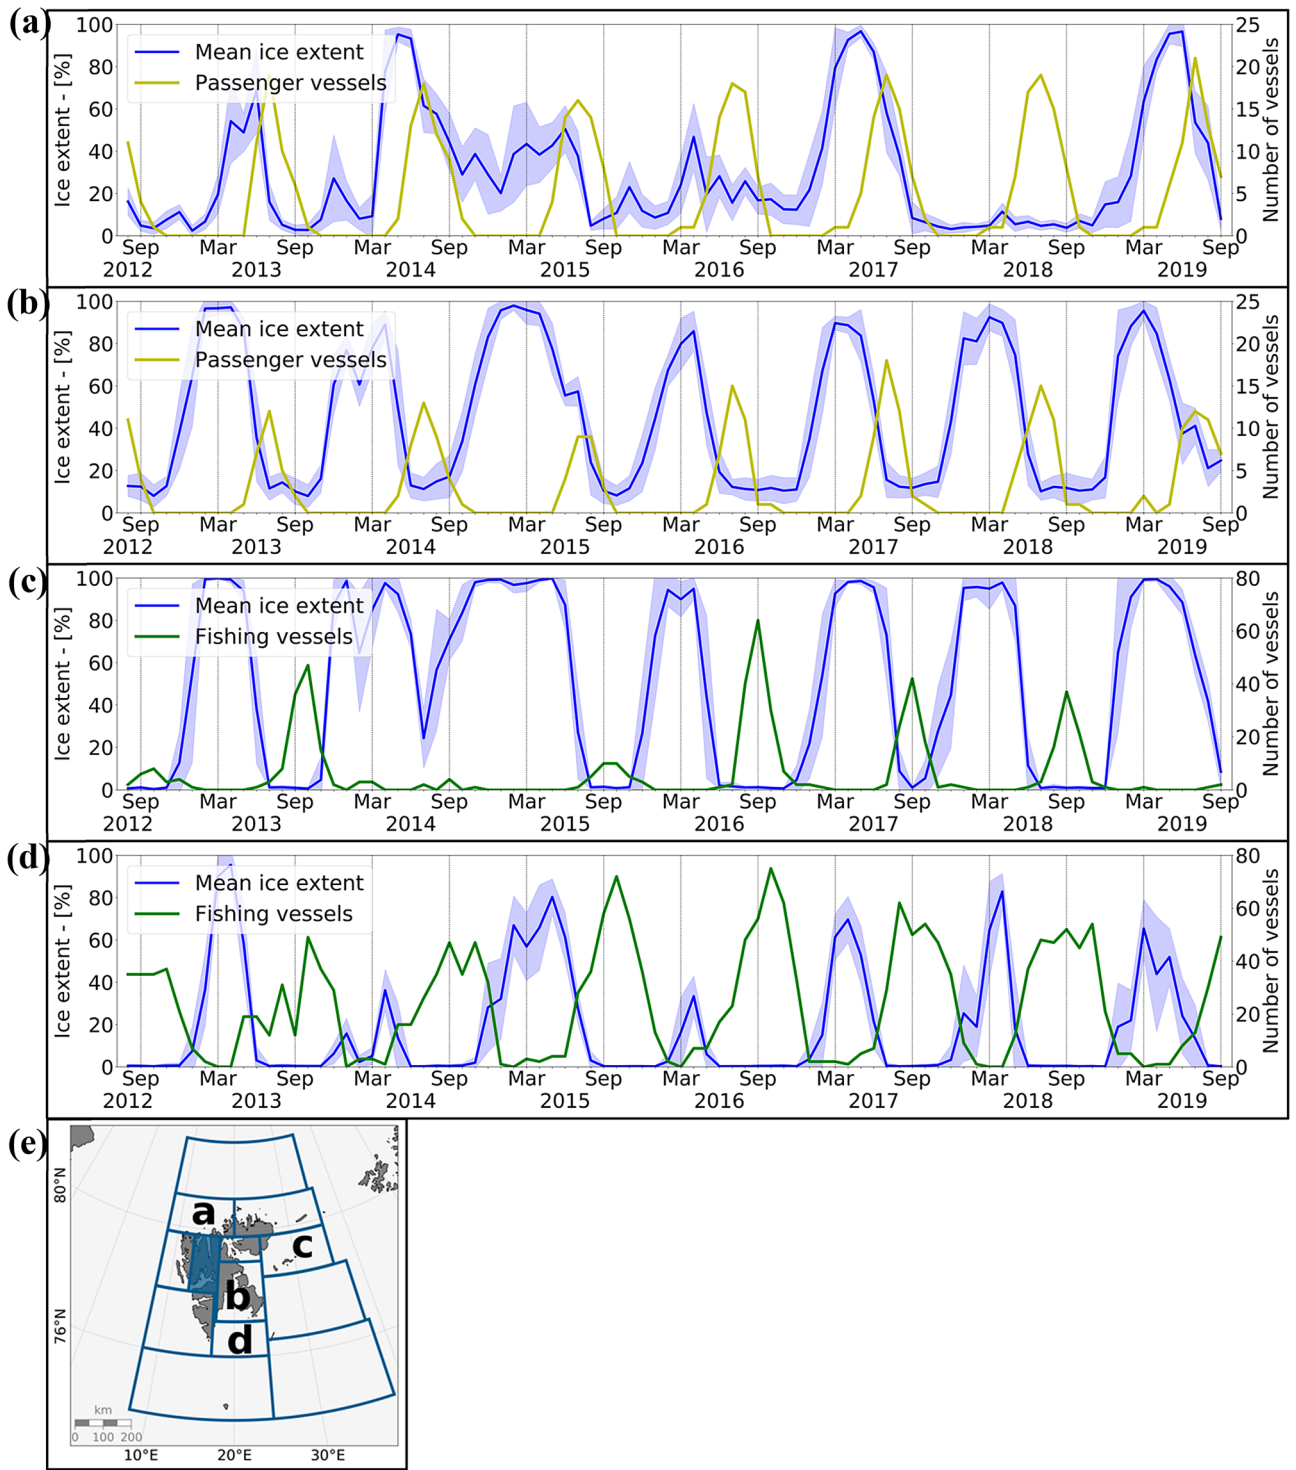 (a)
100
80
60
40
20
0
Ice extent - [%]
Mean ice extent
Passenger vessels
25
20
15
10
5
0
Number of vessels
Sep Mar Sep Mar Sep Mar Sep Mar Sep Mar Sep Mar Sep Mar Sep
2012 2013 2014 2015 2016 2017 2018 2019
(b)
100
80
60
40
20
0
Ice extent - [%]
Mean ice extent
Passenger vessels
25
20
15
10
5
0
Number of vessels
Sep Mar Sep Mar Sep Mar Sep Mar Sep Mar Sep Mar Sep Mar Sep
2012 2013 2014 2015 2016 2017 2018 2019
(c)
100
80
60
40
20
0
Ice extent - [%]
Mean ice extent
Fishing vessels
80
60
40
20
0
Number of vessels
Sep Mar Sep Mar Sep Mar Sep Mar Sep Mar Sep Mar Sep Mar Sep
2012 2013 2014 2015 2016 2017 2018 2019
(d)
100
80
60
40
20
0
Ice extent - [%]
Mean ice extent
Fishing vessels
80
60
40
20
0
Number of vessels
Sep Mar Sep Mar Sep Mar Sep Mar Sep Mar Sep Mar Sep Mar Sep
2012 2013 2014 2015 2016 2017 2018 2019
(e)
80°N
76°N
a
c
b
d
km
0 100 200
10°E 20°E 30°E